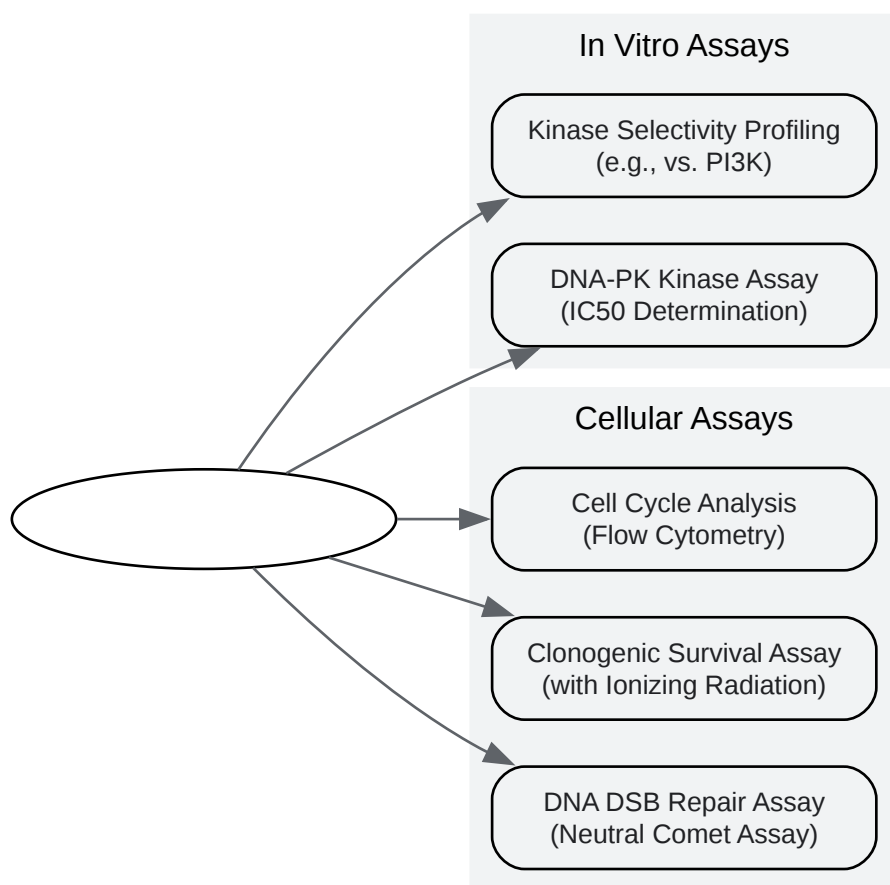 In Vitro Assays
Kinase Selectivity Profiling
(e.g., vs. PI3K)
DNA-PK Kinase Assay
(IC50 Determination)
Cellular Assays
Cell Cycle Analysis
(Flow Cytometry)
Clonogenic Survival Assay
(with Ionizing Radiation)
DNA DSB Repair Assay
(Neutral Comet Assay)